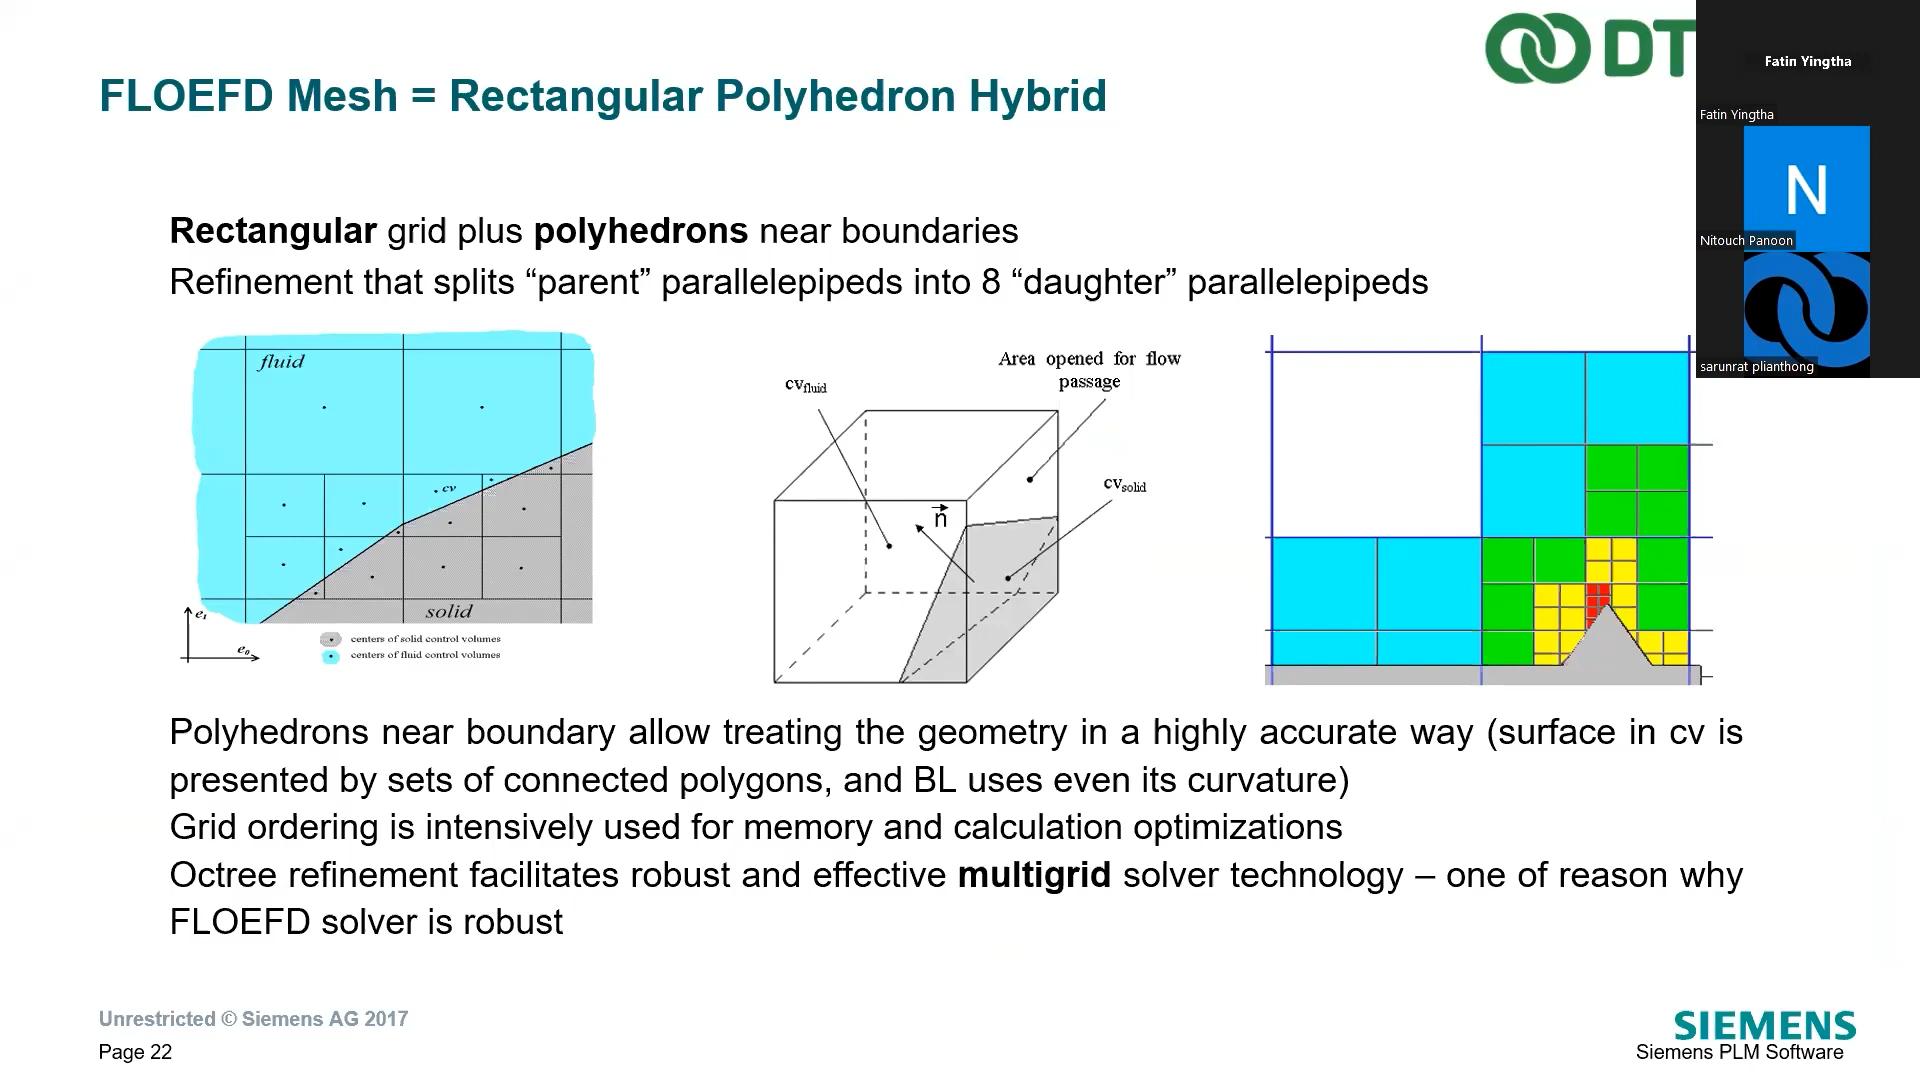 DT
Fatin Yingtha
FLOEFD Mesh = Rectangular Polyhedron Hybrid
Fatin Yingtha
N
Nitouch Panoon
sarunrat plianthong
Rectangular grid plus polyhedrons near boundaries
Refinement that splits “parent” parallelepipeds into 8 “daughter” parallelepipeds
fluid
cv
solid
e₁
e₀
centers of solid control volumes
centers of fluid control volumes
Area opened for flow
passage
cvfluid
cvsolid
n
Polyhedrons near boundary allow treating the geometry in a highly accurate way (surface in cv is
presented by sets of connected polygons, and BL uses even its curvature)
Grid ordering is intensively used for memory and calculation optimizations
Octree refinement facilitates robust and effective multigrid solver technology – one of reason why
FLOEFD solver is robust
Unrestricted © Siemens AG 2017
Page 22
SIEMENS
Siemens PLM Software